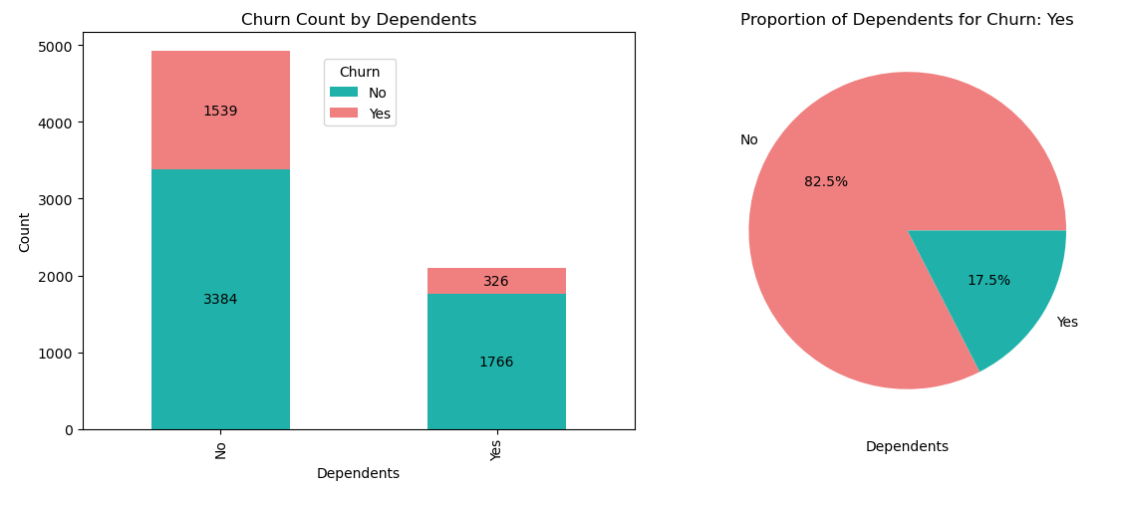 Churn Count by Dependents
5000
4000
3000
2000
1000
0
Count
1539
3384
326
1766
Churn
No
Yes
No
Yes
Dependents
Proportion of Dependents for Churn: Yes
No
82.5%
17.5%
Yes
Dependents